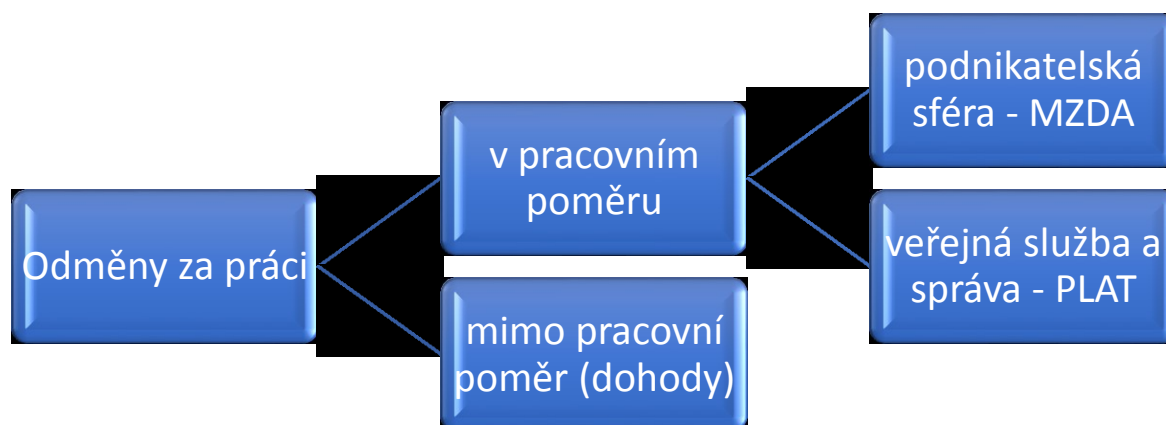 Odměny za práci
v pracovním
poměru
mimo pracovní
poměr (dohody)
podnikatelská
sféra - MZDA
veřejná služba a
správa - PLAT